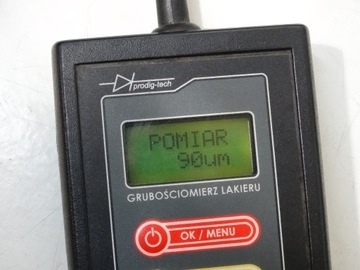 prodig-tech
POMIAR
90um
GRUBOŚCIOMIERZ LAKIERU
OK / MENU